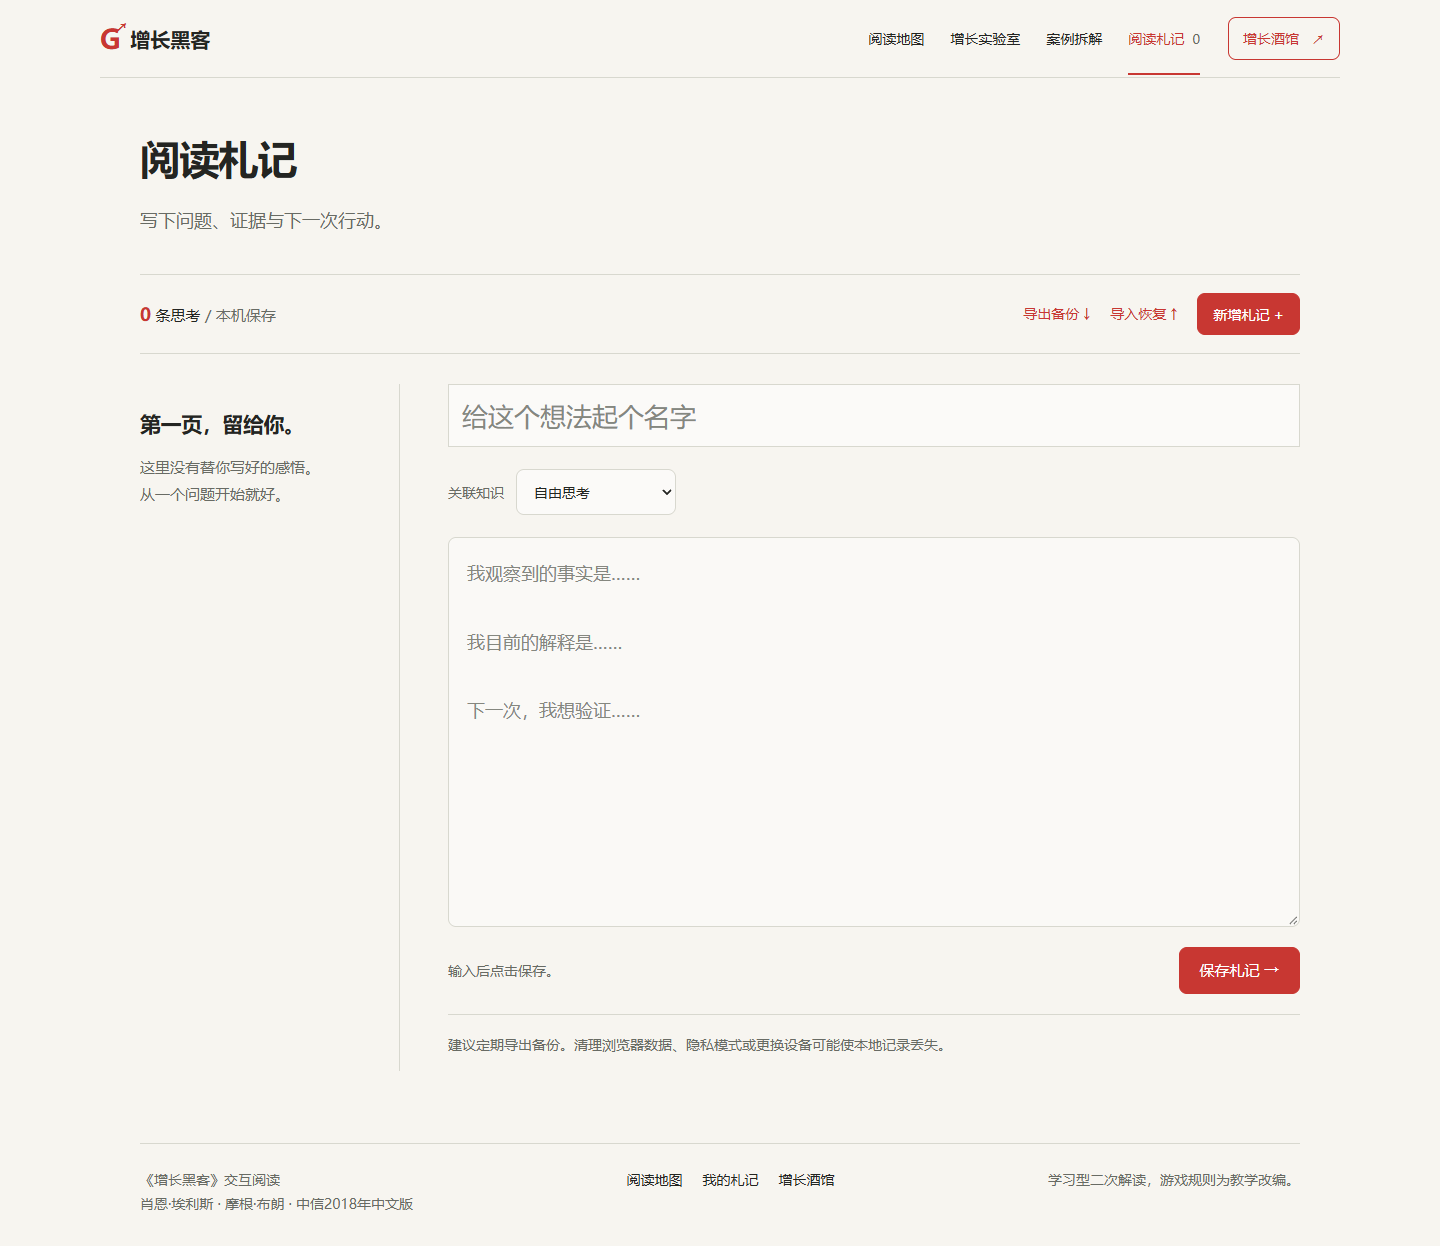 G 增长黑客
阅读地图 增长实验室 案例拆解 阅读札记 0 增长酒馆 ↗
阅读札记
写下问题、证据与下一次行动。
0 条思考 / 本机保存
导出备份 ↓ 导入恢复 ↑ 新增札记 +
第一页，留给你。
这里没有替你写好的感悟。
从一个问题开始就好。
给这个想法起个名字
关联知识 自由思考
我观察到的事实是……
我目前的解释是……
下一次，我想验证……
输入后点击保存。
保存札记 →
建议定期导出备份。清理浏览器数据、隐私模式或更换设备可能使本地记录丢失。
《增长黑客》交互阅读
肖恩·埃利斯 · 摩根·布朗 · 中信2018年中文版
阅读地图 我的札记 增长酒馆
学习型二次解读，游戏规则为教学改编。